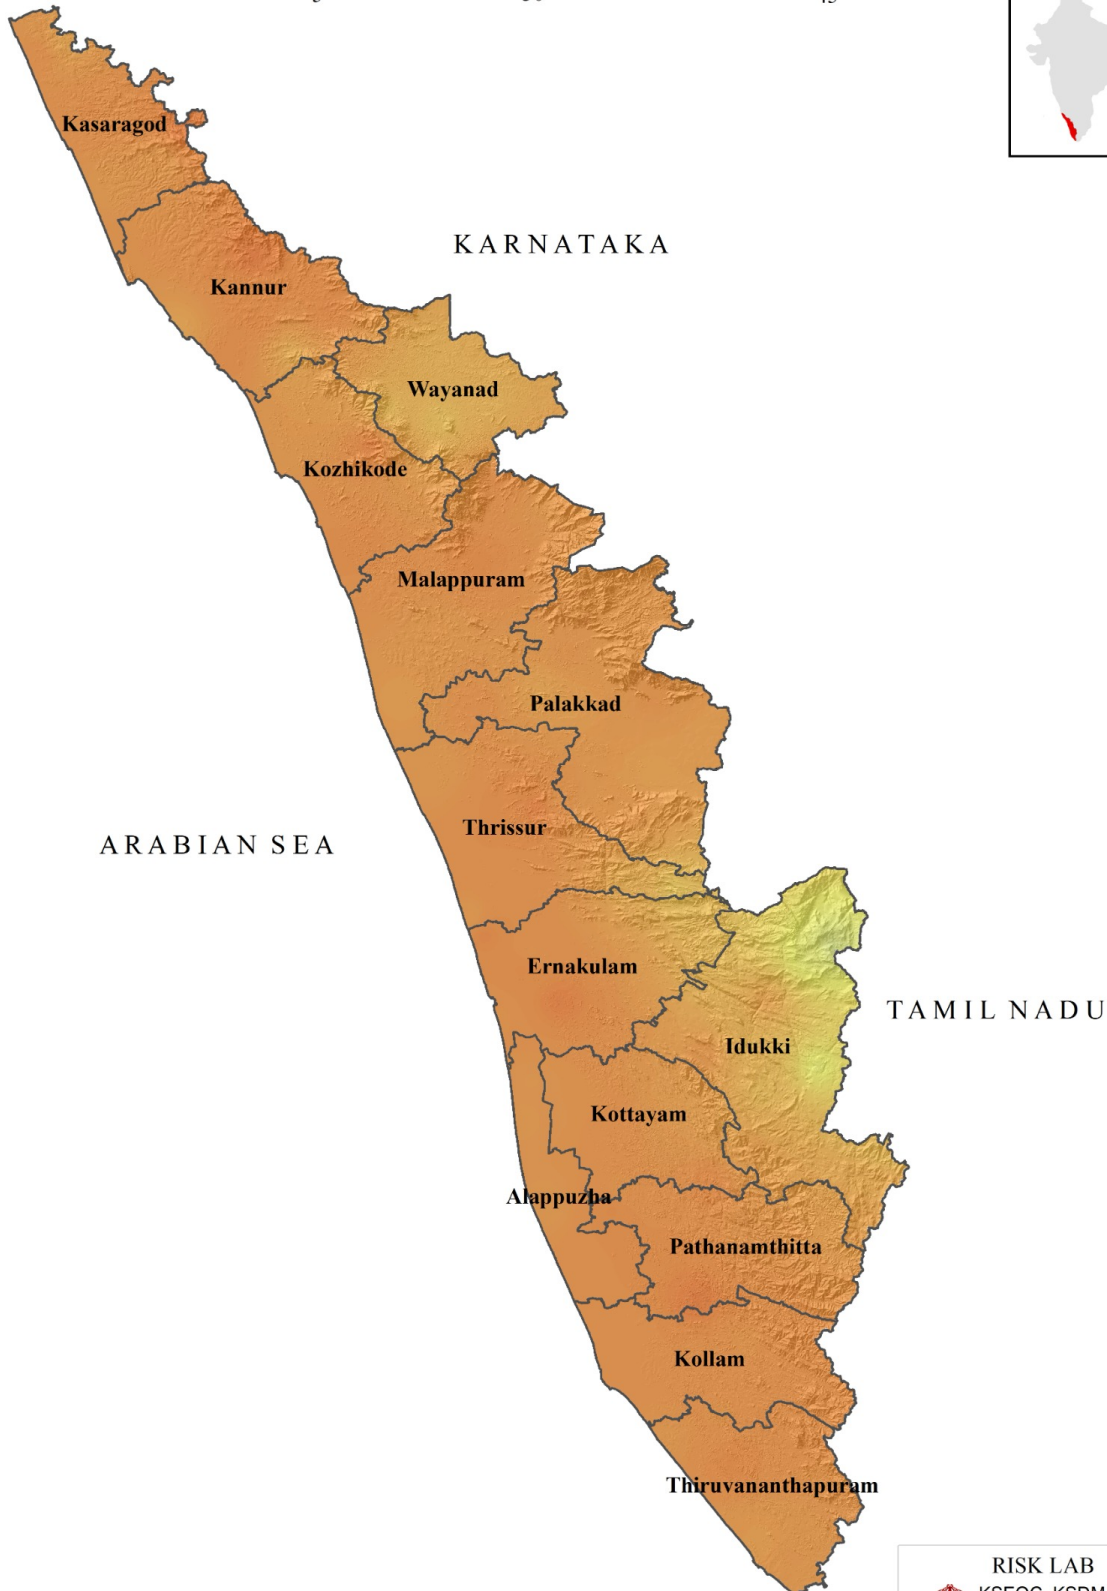 Kasaragod
KARNATAKA
Kannur
Wayanad
Kozhikode
Malappuram
Palakkad
Thrissur
ARABIAN SEA
Ernakulam
TAMIL NADU
Idukki
Kottayam
Alappuzha
Pathanamthitta
Kollam
Thiruvananthapuram
RISK LAB